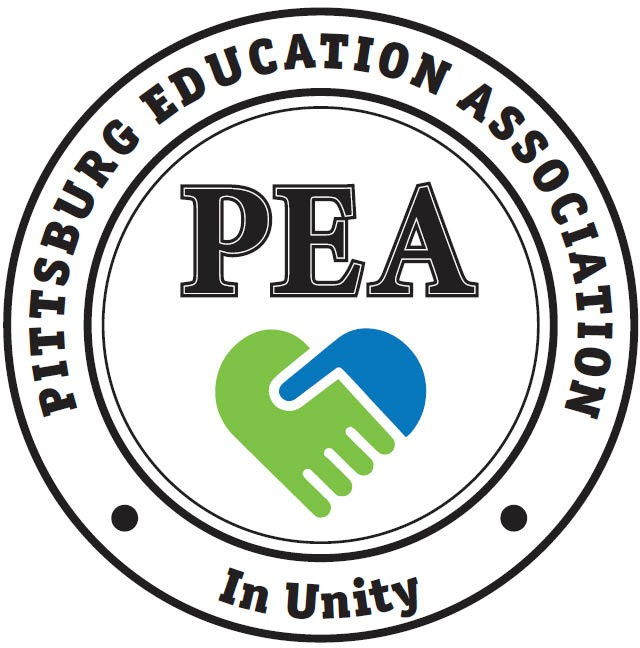 PITTSBURG EDUCATION ASSOCIATION
PEA
In Unity